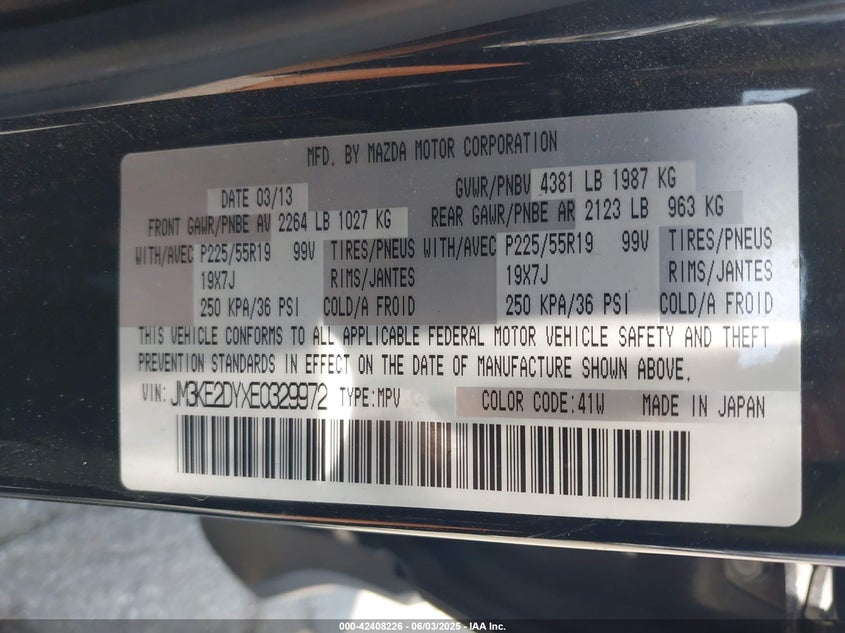 MFD. BY MAZDA MOTOR CORPORATION
DATE 03/13 GVWR/PNBV 4381 LB 1987 KG
FRONT GAWR/PNBE AV 2264 LB 1027 KG REAR GAWR/PNBE AR 2123 LB 963 KG
WITH/AVEC P225/55R19 99V TIRES/PNEUS WITH/AVEC P225/55R19 99V TIRES/PNEUS
19X7J RIMS/JANTES 19X7J RIMS/JANTES
250 KPA/36 PSI COLD/A FROID 250 KPA/36 PSI COLD/A FROID
THIS VEHICLE CONFORMS TO ALL APPLICABLE FEDERAL MOTOR VEHICLE SAFETY AND THEFT
PREVENTION STANDARDS IN EFFECT ON THE DATE OF MANUFACTURE SHOWN ABOVE.
VIN: JM3KE2DYXE0329972 TYPE:MPV COLOR CODE:41W MADE IN JAPAN
000-42408226 - 06/03/2025 - IAA Inc.